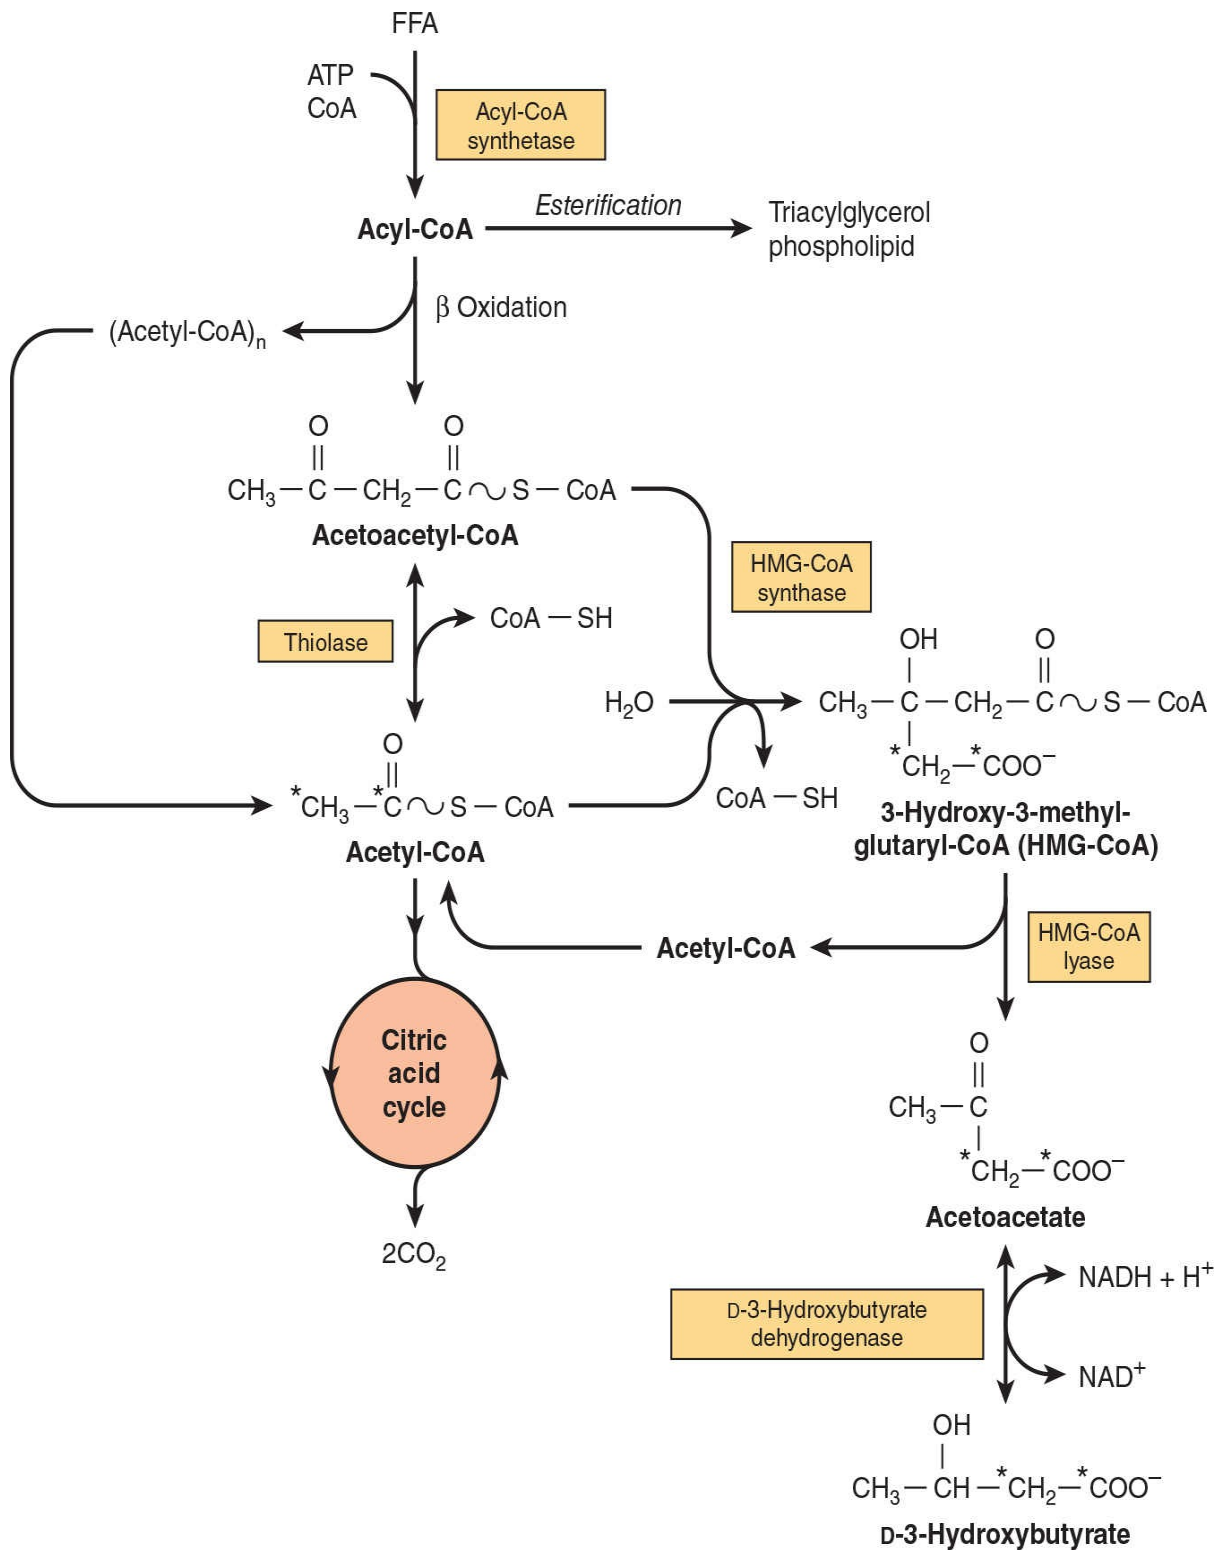 FFA
ATP
CoA
Acyl-CoA
synthetase
Esterification
Acyl-CoA
Triacylglycerol
phospholipid
β Oxidation
(Acetyl-CoA)n
O O
|| ||
CH3 — C — CH2 — C ~ S — CoA
Acetoacetyl-CoA
HMG-CoA
synthase
CoA — SH
Thiolase
OH O
| ||
H2O
CH3 — C — CH2 — C ~ S — CoA
|
*CH2 — *COO−
O
||
*CH3 — *C ~ S — CoA
CoA — SH
3-Hydroxy-3-methyl-
glutaryl-CoA (HMG-CoA)
Acetyl-CoA
Acetyl-CoA
HMG-CoA
lyase
Citric
acid
cycle
O
||
CH3 — C
|
*CH2 — *COO−
Acetoacetate
2CO2
NADH + H+
D-3-Hydroxybutyrate
dehydrogenase
NAD+
OH
|
CH3 — CH — *CH2 — *COO−
D-3-Hydroxybutyrate